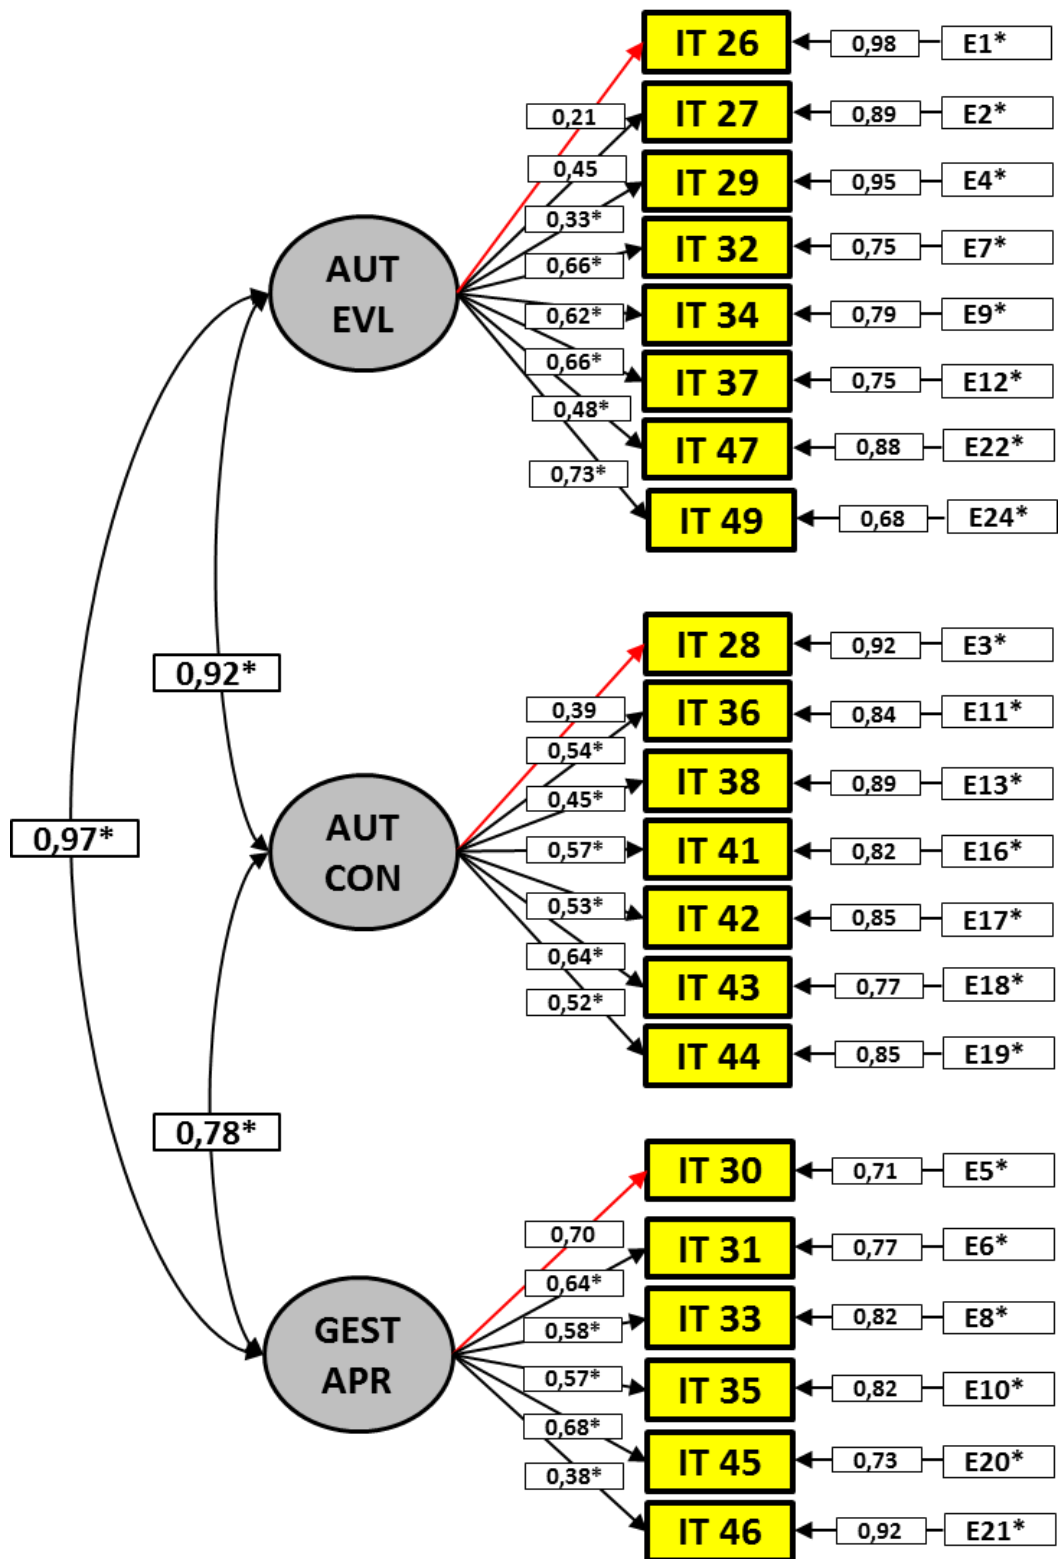 IT 26
0,98
E1*
0,21
IT 27
0,89
E2*
0,45
IT 29
0,95
E4*
0,33*
IT 32
0,75
E7*
0,66*
AUT
EVL
IT 34
0,79
E9*
0,62*
IT 37
0,75
E12*
0,66*
IT 47
0,88
E22*
0,48*
IT 49
0,68
E24*
0,73*
0,92*
IT 28
0,92
E3*
0,39
IT 36
0,84
E11*
0,54*
IT 38
0,89
E13*
0,45*
0,97*
AUT
CON
IT 41
0,82
E16*
0,57*
IT 42
0,85
E17*
0,53*
IT 43
0,77
E18*
0,64*
IT 44
0,85
E19*
0,52*
0,78*
IT 30
0,71
E5*
0,70
IT 31
0,77
E6*
0,64*
IT 33
0,82
E8*
0,58*
GEST
APR
IT 35
0,82
E10*
0,57*
IT 45
0,73
E20*
0,68*
IT 46
0,92
E21*
0,38*